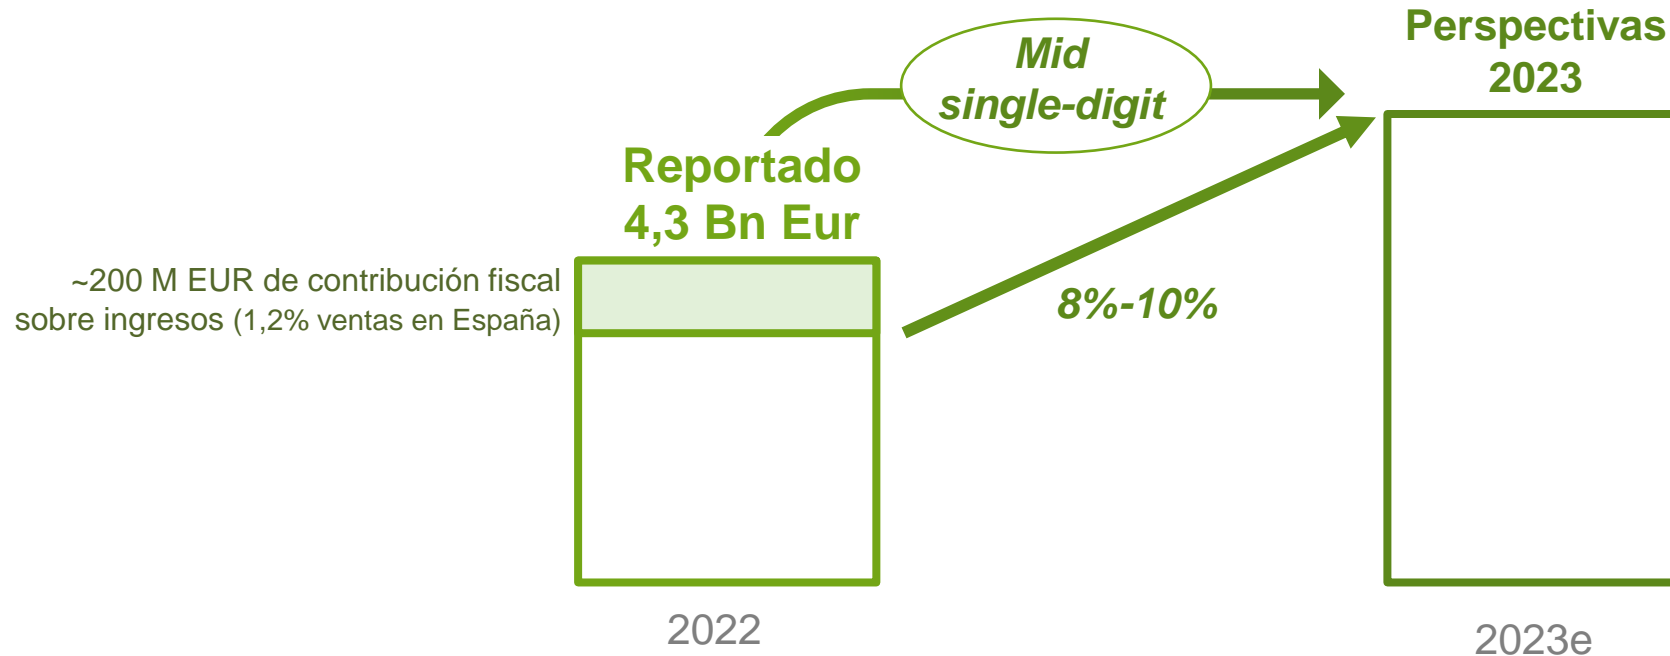 Perspectivas
2023
Mid
single-digit
Reportado
4,3 Bn Eur
~200 M EUR de contribución fiscal
sobre ingresos (1,2% ventas en España)
8%-10%
2022
2023e